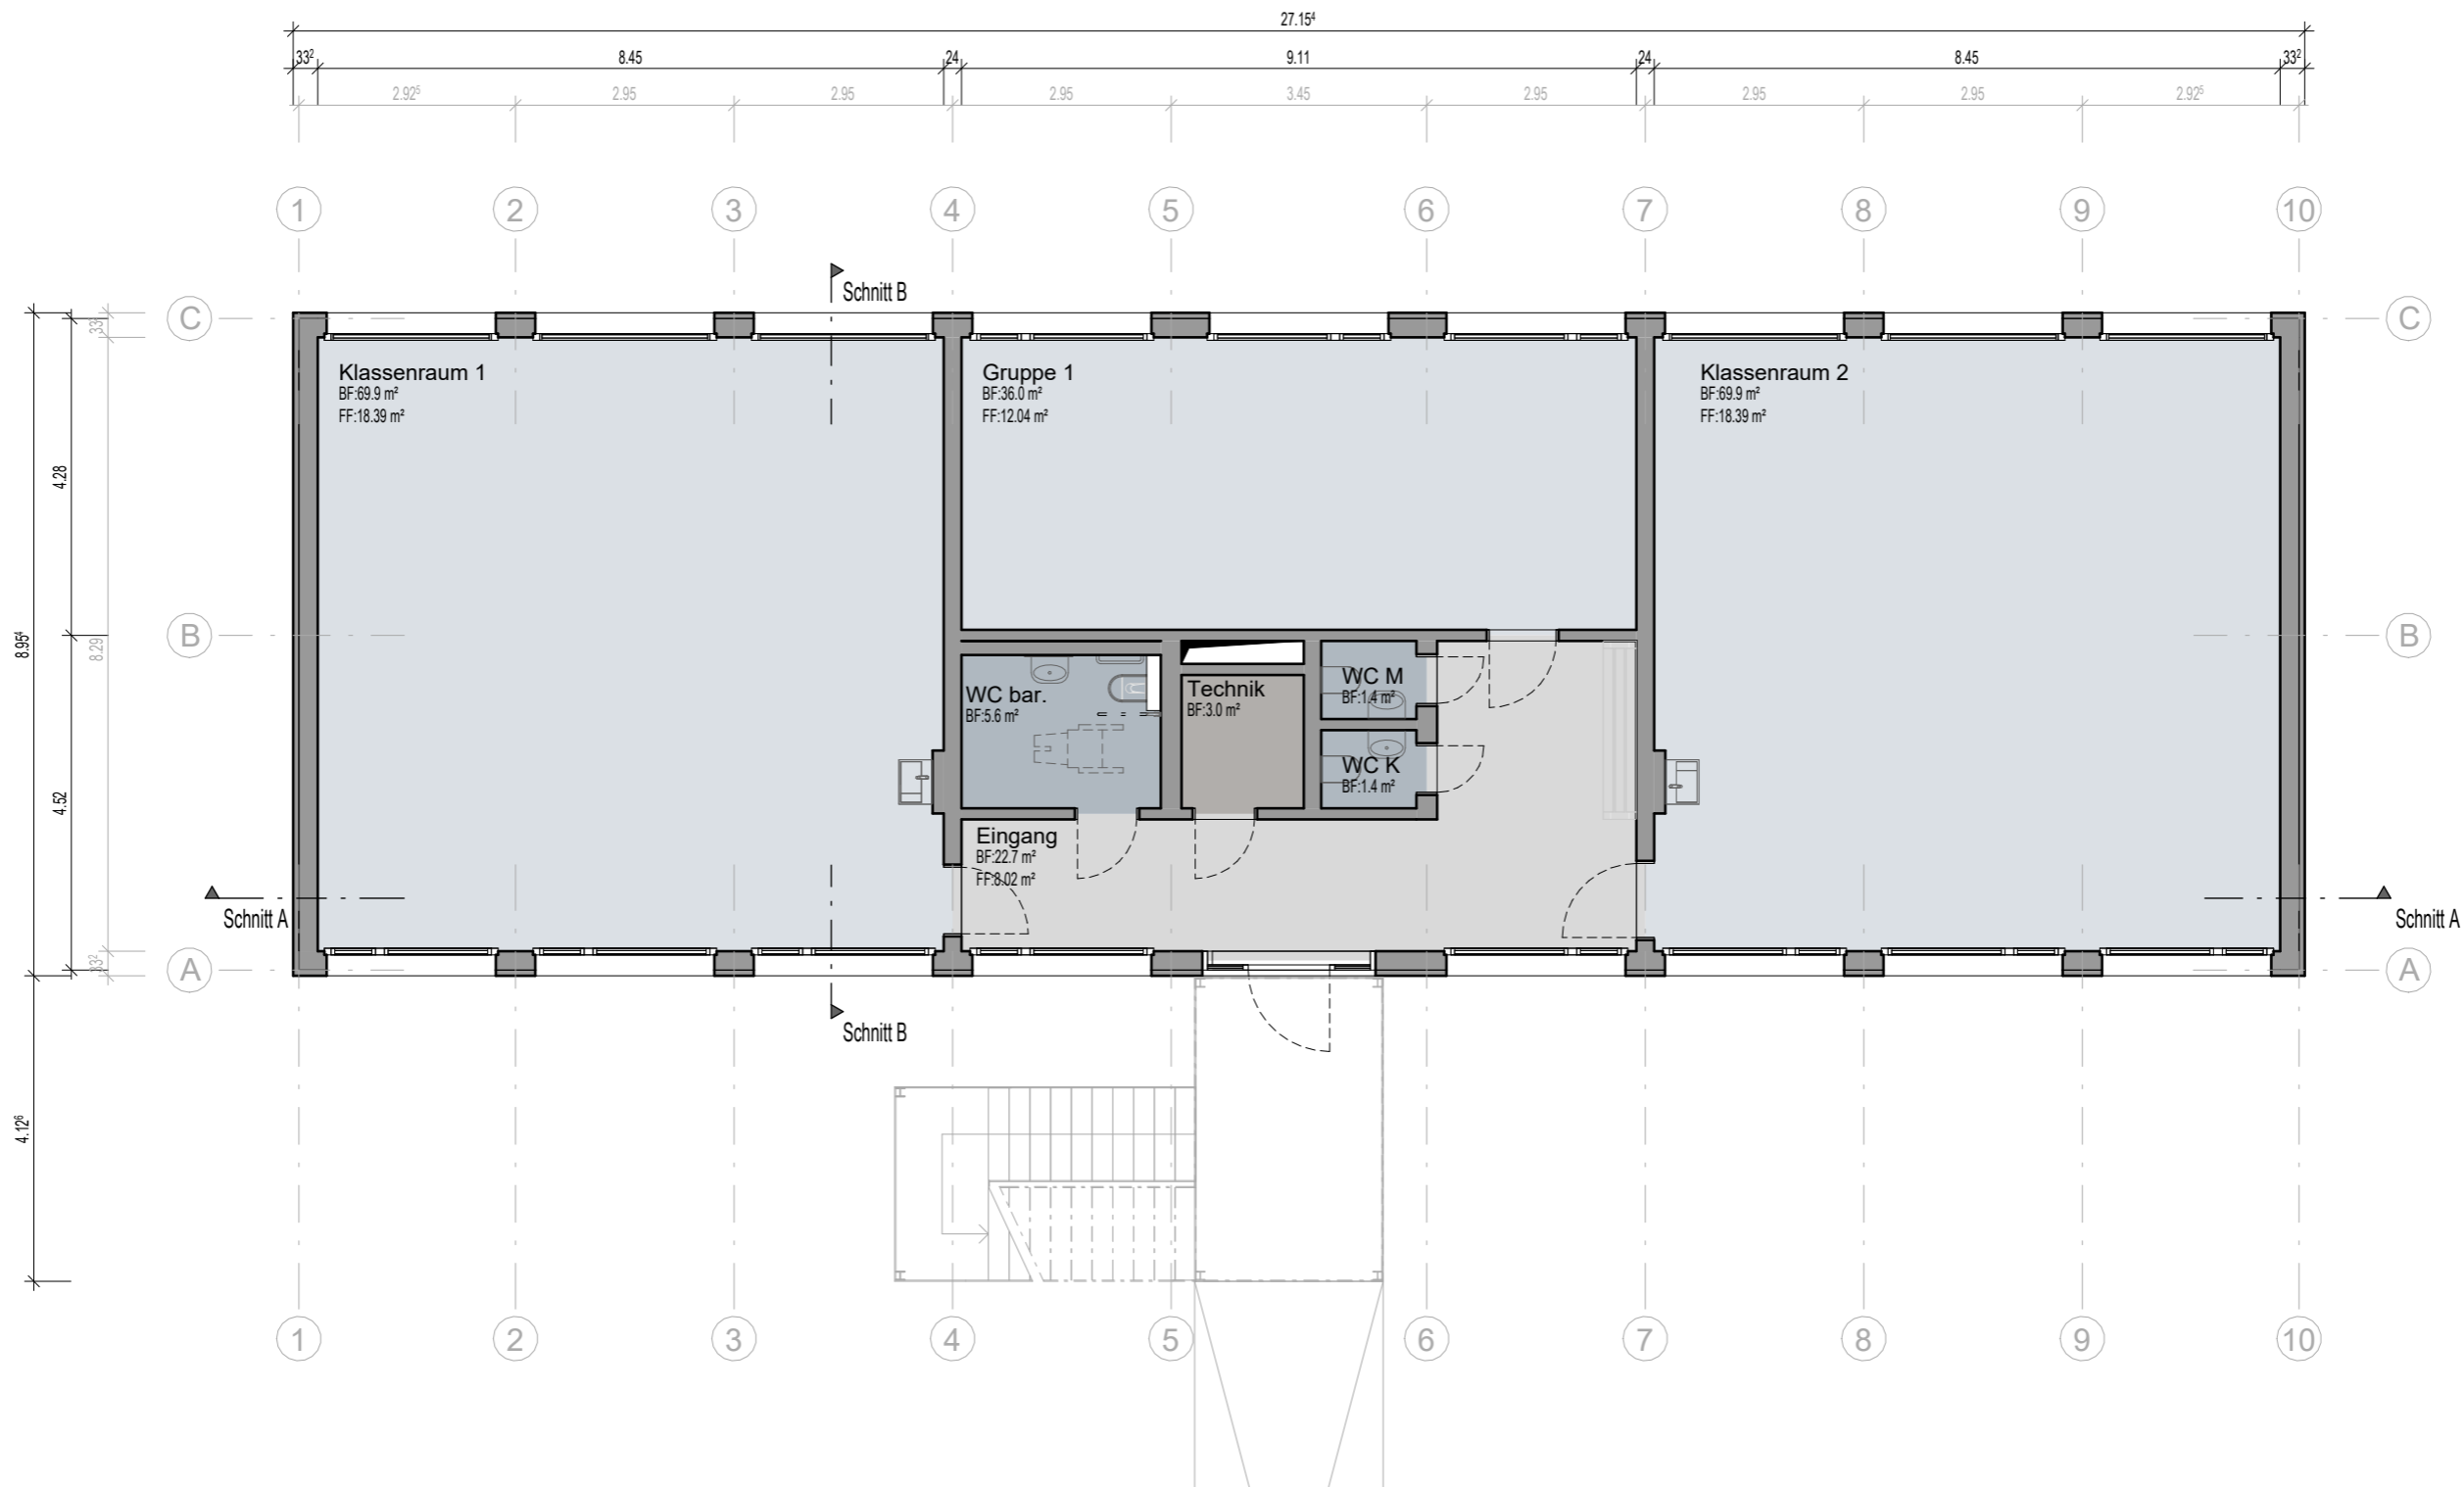 27.15⁴
33² 8.45 24 9.11 24 8.45 33²
2.92⁵ 2.95 2.95 2.95 3.45 2.95 2.95 2.95 2.92⁵
1 2 3 4 5 6 7 8 9 10
Schnitt B
C C
33²
Klassenraum 1
BF:69.9 m²
FF:18.39 m²
Gruppe 1
BF:36.0 m²
FF:12.04 m²
Klassenraum 2
BF:69.9 m²
FF:18.39 m²
4.28
B B
8.95⁴
8.29
WC bar.
BF:5.6 m²
Technik
BF:3.0 m²
WC M
BF:1.4 m²
WC K
BF:1.4 m²
4.52
Eingang
BF:22.7 m²
FF:8.02 m²
Schnitt A Schnitt A
33²
A A
Schnitt B
4.12⁶
1 2 3 4 5 6 7 8 9 10